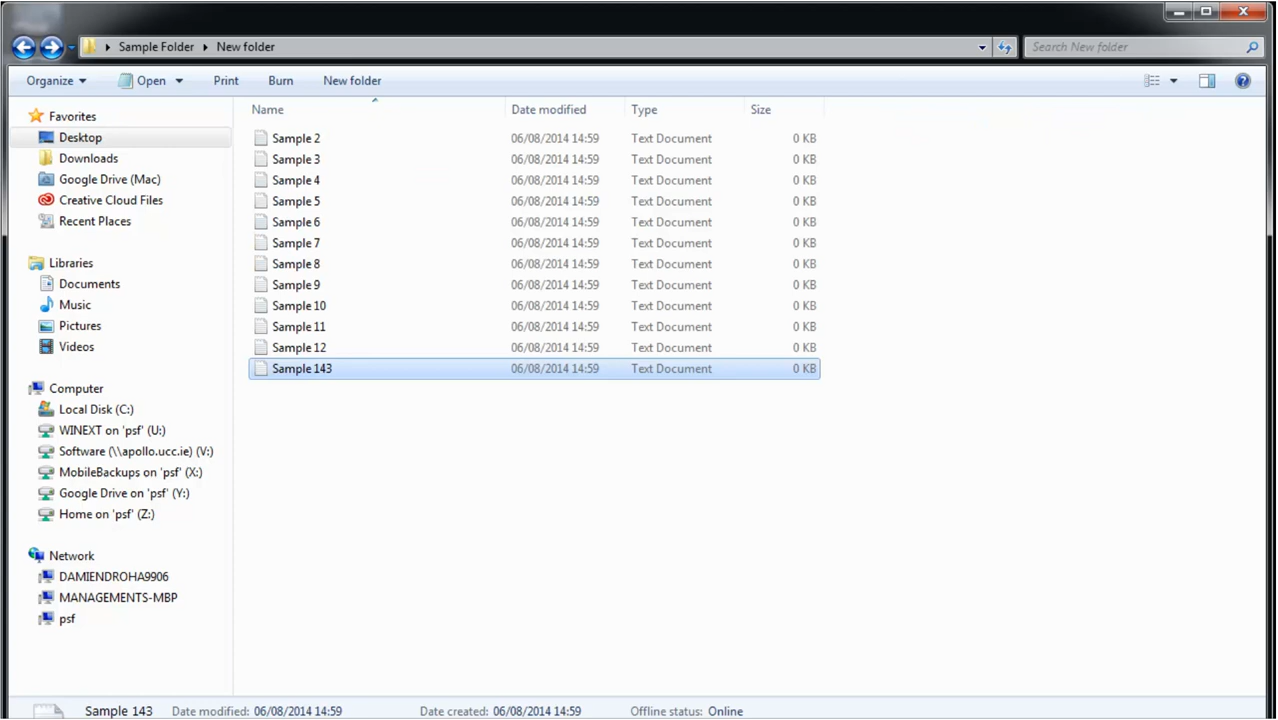 Sample Folder New folder
Search New folder
Organize Open Print Burn New folder
Favorites
Desktop
Downloads
Google Drive (Mac)
Creative Cloud Files
Recent Places
Libraries
Documents
Music
Pictures
Videos
Computer
Local Disk (C:)
WINEXT on 'psf' (U:)
Software (\\apollo.ucc.ie) (V:)
MobileBackups on 'psf' (X:)
Google Drive on 'psf' (Y:)
Home on 'psf' (Z:)
Network
DAMIENDROHA9906
MANAGEMENTS-MBP
psf
Name Date modified Type Size
Sample 2 06/08/2014 14:59 Text Document 0 KB
Sample 3 06/08/2014 14:59 Text Document 0 KB
Sample 4 06/08/2014 14:59 Text Document 0 KB
Sample 5 06/08/2014 14:59 Text Document 0 KB
Sample 6 06/08/2014 14:59 Text Document 0 KB
Sample 7 06/08/2014 14:59 Text Document 0 KB
Sample 8 06/08/2014 14:59 Text Document 0 KB
Sample 9 06/08/2014 14:59 Text Document 0 KB
Sample 10 06/08/2014 14:59 Text Document 0 KB
Sample 11 06/08/2014 14:59 Text Document 0 KB
Sample 12 06/08/2014 14:59 Text Document 0 KB
Sample 143 06/08/2014 14:59 Text Document 0 KB
Sample 143 Date modified: 06/08/2014 14:59 Date created: 06/08/2014 14:59 Offline status: Online